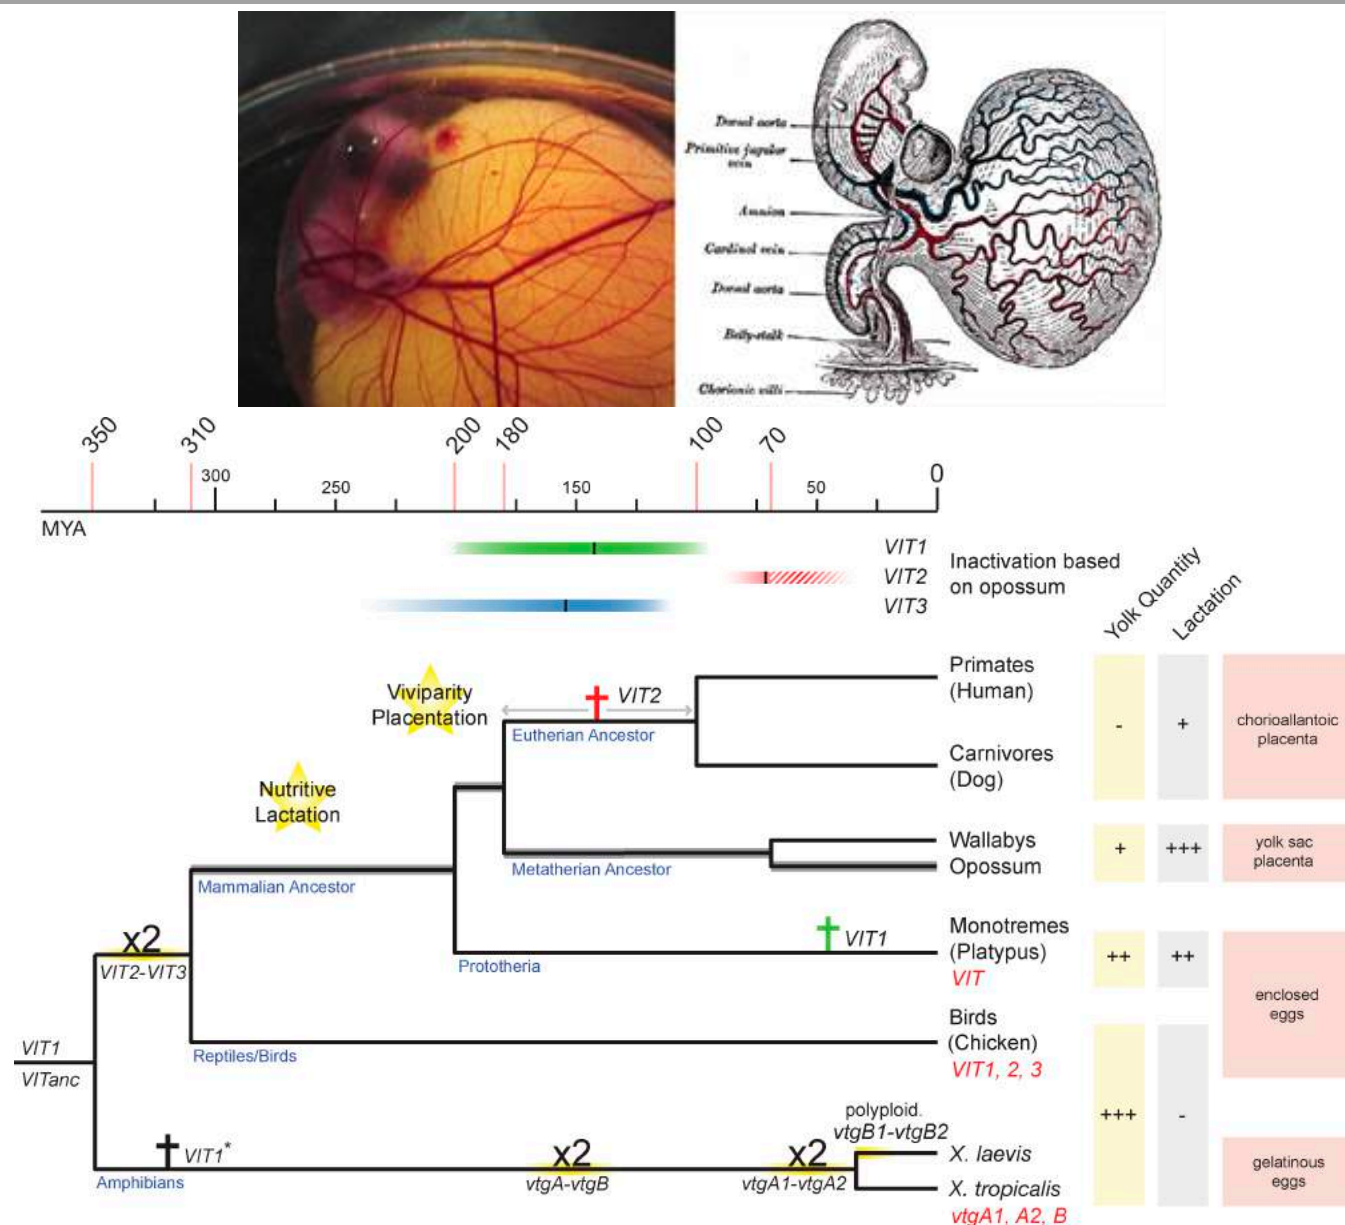 Dorsal aorta
Primitive jugular
vein
Amnion
Cardinal vein
Dorsal aorta
Belly-stalk
Chorionic villi
350
310
200
180
100
70
0
300
250
150
50
MYA
VIT1
VIT2
VIT3
Inactivation based
on opossum
Yolk Quantity
Lactation
Viviparity
Placentation
VIT2
Eutherian Ancestor
Primates
(Human)
-
+
chorioallantoic
placenta
Carnivores
(Dog)
Nutritive
Lactation
Wallabys
Opossum
+
+++
yolk sac
placenta
Metatherian Ancestor
Mammalian Ancestor
VIT1
Monotremes
(Platypus)
VIT
++
++
Prototheria
enclosed
eggs
x2
VIT2-VIT3
Birds
(Chicken)
VIT1, 2, 3
Reptiles/Birds
VIT1
VITanc
+++
-
polyploid.
vtgB1-vtgB2
VIT1*
x2
vtgA-vtgB
x2
vtgA1-vtgA2
X. laevis
X. tropicalis
vtgA1, A2, B
Amphibians
gelatinous
eggs